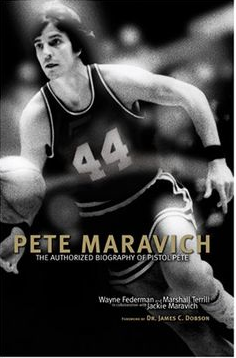 44
PETE MARAVICH
THE AUTHORIZED BIOGRAPHY OF PISTOL PETE
Wayne Federman and Marshall Terrill
in collaboration with Jackie Maravich
FOREWORD BY DR. JAMES C. DOBSON